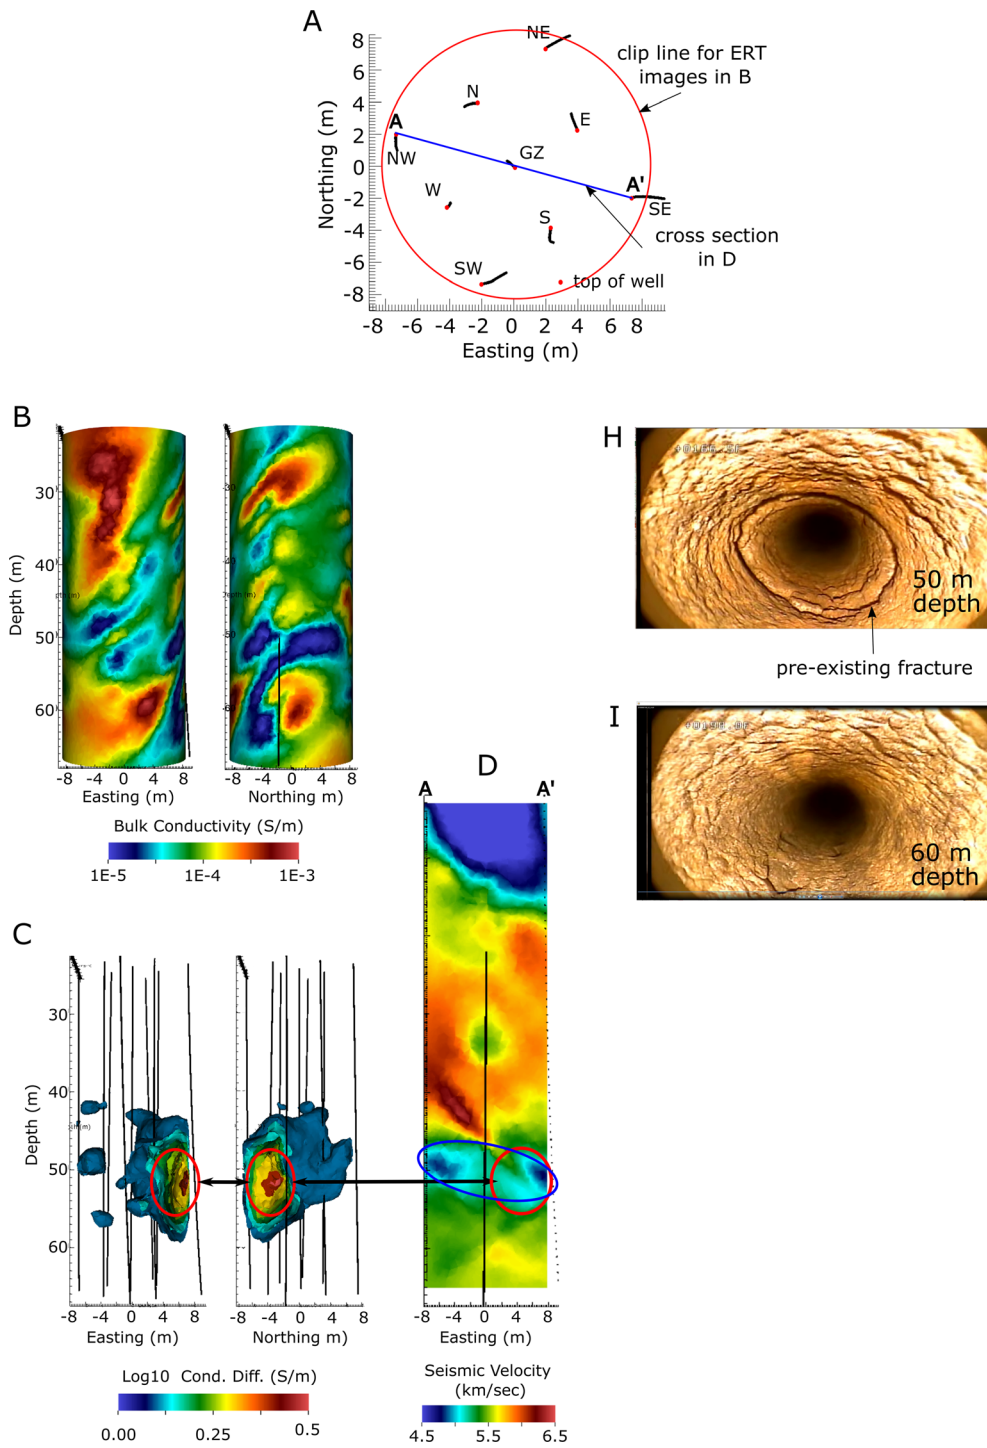 A
8
6
4
2
0
-2
-4
-6
-8
Northing (m)
-8
-6
-4
-2
0
2
4
6
8
Easting (m)
NE
N
E
A
NW
GZ
W
A'
SE
S
SW
top of well
clip line for ERT
images in B
cross section
in D
B
Depth (m)
30
40
50
60
-8 -4 0 4 8
Easting (m)
30
50
-8 -4 0 4 8
Northing (m)
Bulk Conductivity (S/m)
1E-5 1E-4 1E-3
H
50 m
depth
pre-existing fracture
I
60 m
depth
C
Depth (m)
30
40
50
60
-8 -4 0 4 8
Easting (m)
-8 -4 0 4 8
Northing m)
Log10 Cond. Diff. (S/m)
0.00 0.25 0.5
D
A A'
-8 -4 0 4 8
Easting (m)
Seismic Velocity
(km/sec)
4.5 5.5 6.5